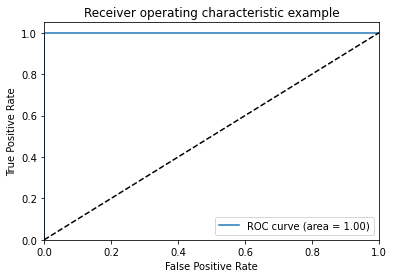 Receiver operating characteristic example
True Positive Rate
1.0
0.8
0.6
0.4
0.2
0.0
ROC curve (area = 1.00)
0.0 0.2 0.4 0.6 0.8 1.0
False Positive Rate